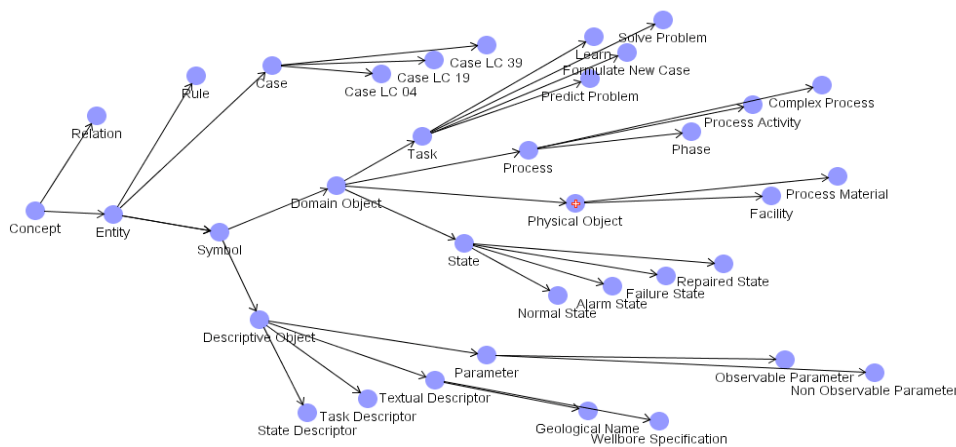 Solve Problem
Learn
Case LC 39
Formulate New Case
Case LC 19
Case
Rule
Case LC 04
Predict Problem
Complex Process
Process Activity
Relation
Phase
Task
Process
Process Material
Domain Object
Facility
Physical Object
Concept
Entity
Symbol
State
Repaired State
Failure State
Alarm State
Normal State
Descriptive Object
Parameter
Observable Parameter
Non Observable Parameter
Textual Descriptor
Task Descriptor
Geological Name
State Descriptor
Wellbore Specification